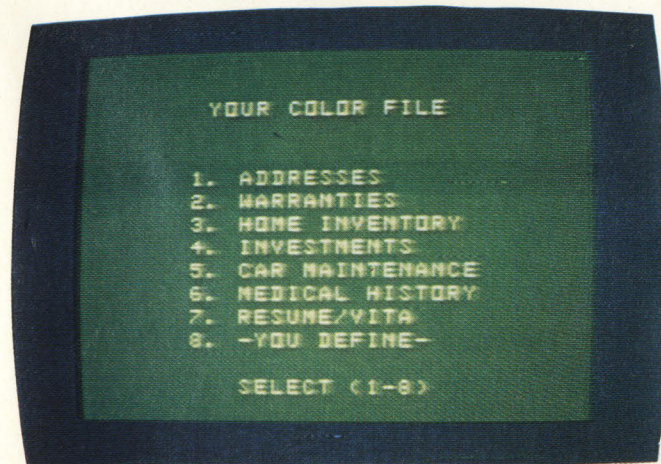 YOUR COLOR FILE
1. ADDRESSES
2. WARRANTIES
3. HOME INVENTORY
4. INVESTMENTS
5. CAR MAINTENANCE
6. MEDICAL HISTORY
7. RESUME/VITA
8. -YOU DEFINE-
SELECT (1-8)